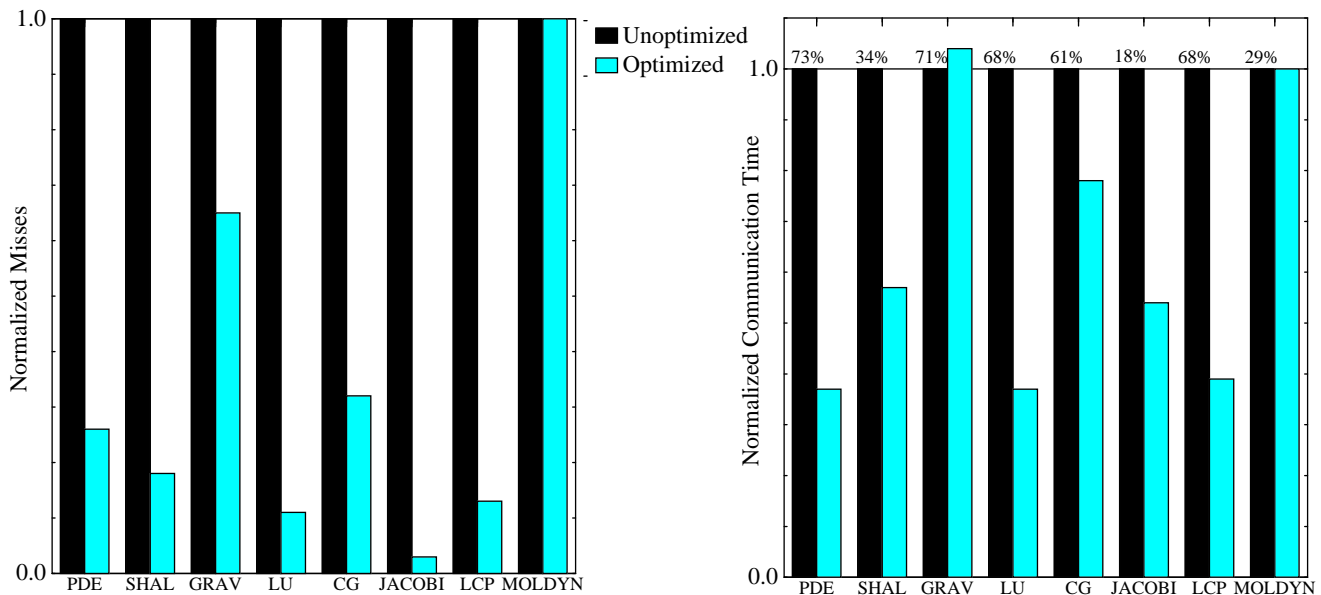 1.0
Normalized Misses
0.0
PDE SHAL GRAV LU CG JACOBI LCP MOLDYN
Unoptimized
Optimized
73% 34% 71% 68% 61% 18% 68% 29%
1.0
Normalized Communication Time
0.0
PDE SHAL GRAV LU CG JACOBI LCP MOLDYN